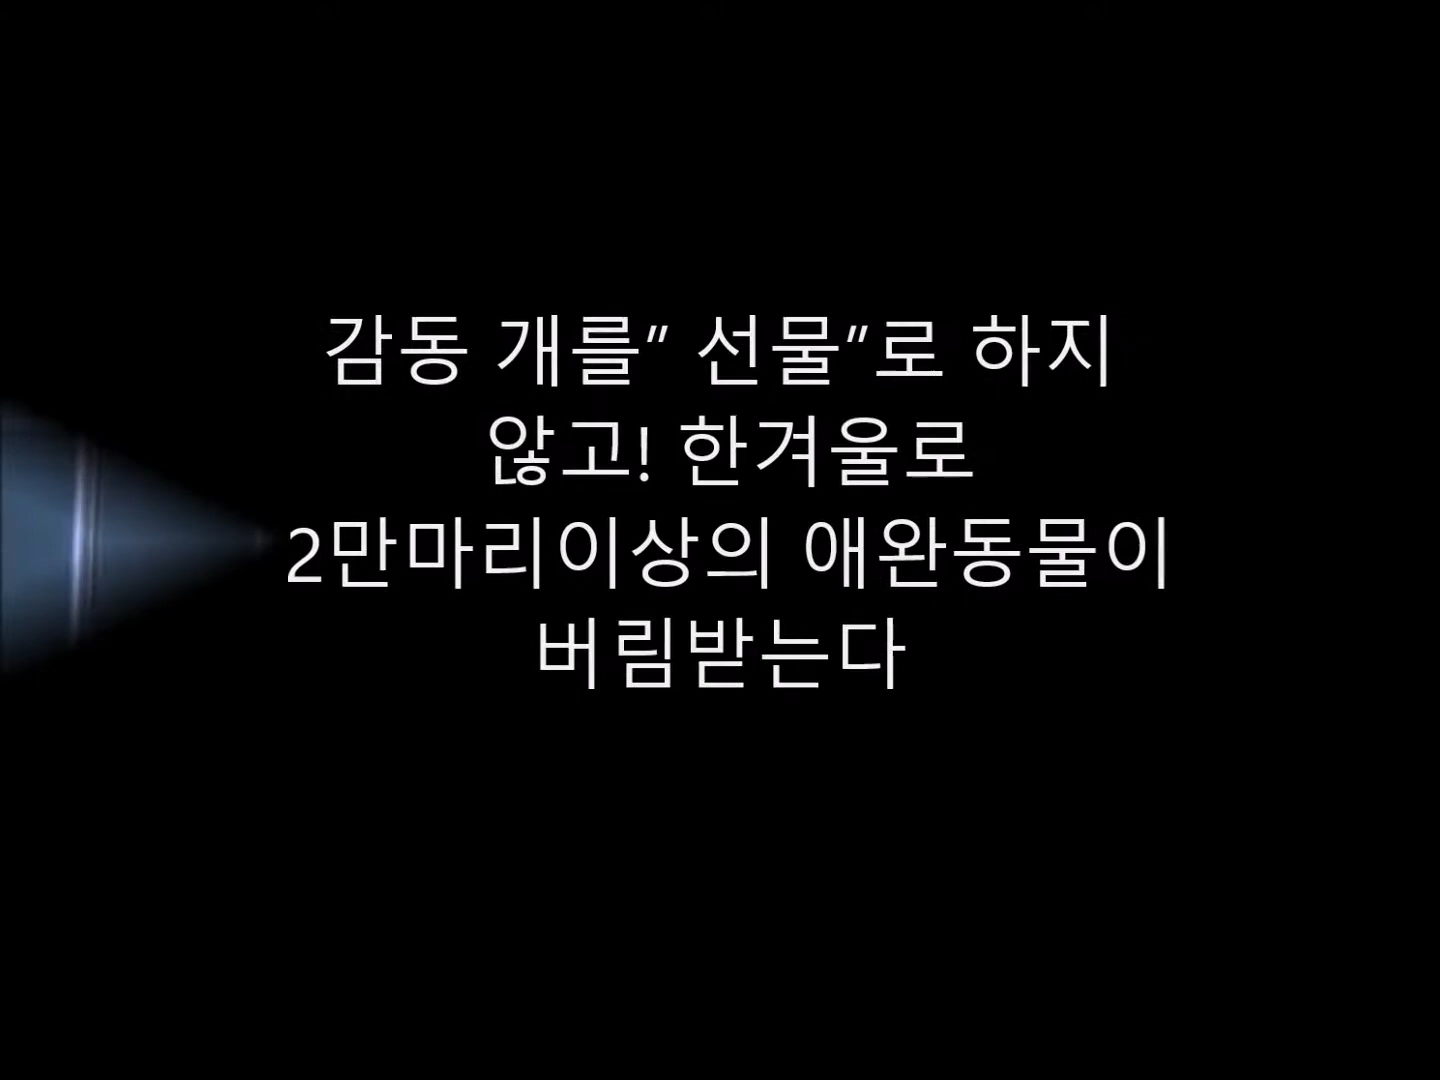 감동 개를” 선물”로 하지
않고! 한겨울로
2만마리이상의 애완동물이
버림받는다